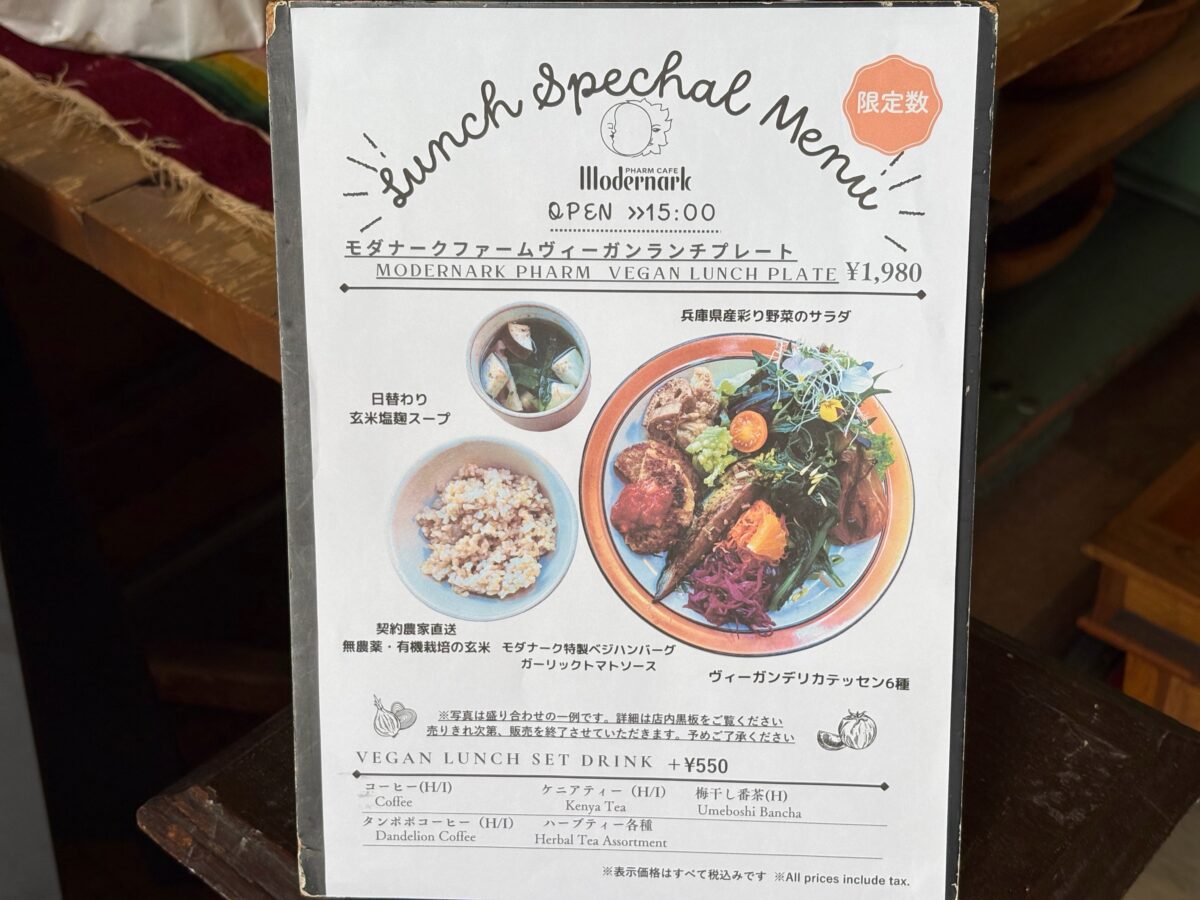 Lunch Spechal Menu
限定数
PHARM CAFE
Modernark
OPEN >>15:00
モダナークファームヴィーガンランチプレート
MODERNARK PHARM VEGAN LUNCH PLATE ¥1,980
兵庫県産彩り野菜のサラダ
日替わり
玄米塩麹スープ
契約農家直送
無農薬・有機栽培の玄米
モダナーク特製ベジハンバーグ
ガーリックトマトソース
ヴィーガンデリカテッセン6種
※写真は盛り合わせの一例です。詳細は店内黒板をご覧ください
売りきれ次第、販売を終了させていただきます。予めご了承ください
VEGAN LUNCH SET DRINK +¥550
コーヒー(H/I) ケニアティー (H/I) 梅干し番茶(H)
Coffee Kenya Tea Umeboshi Bancha
タンポポコーヒー (H/I) ハーブティー各種
Dandelion Coffee Herbal Tea Assortment
※表示価格はすべて税込みです ※All prices include tax.